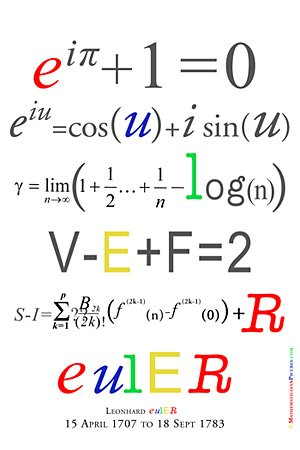 e^{iπ}+1=0
e^{iu}=cos(u)+i sin(u)
γ = lim_{n→∞}(1+1/2…+1/n−log(n))
V-E+F=2
S-I=∑_{k=1}^{p} B_{2k}/(2k)!(f^{(2k-1)}(n)-f^{(2k-1)}(0))+R
eulER
LEONHARD eulER
15 APRIL 1707 TO 18 SEPT 1783